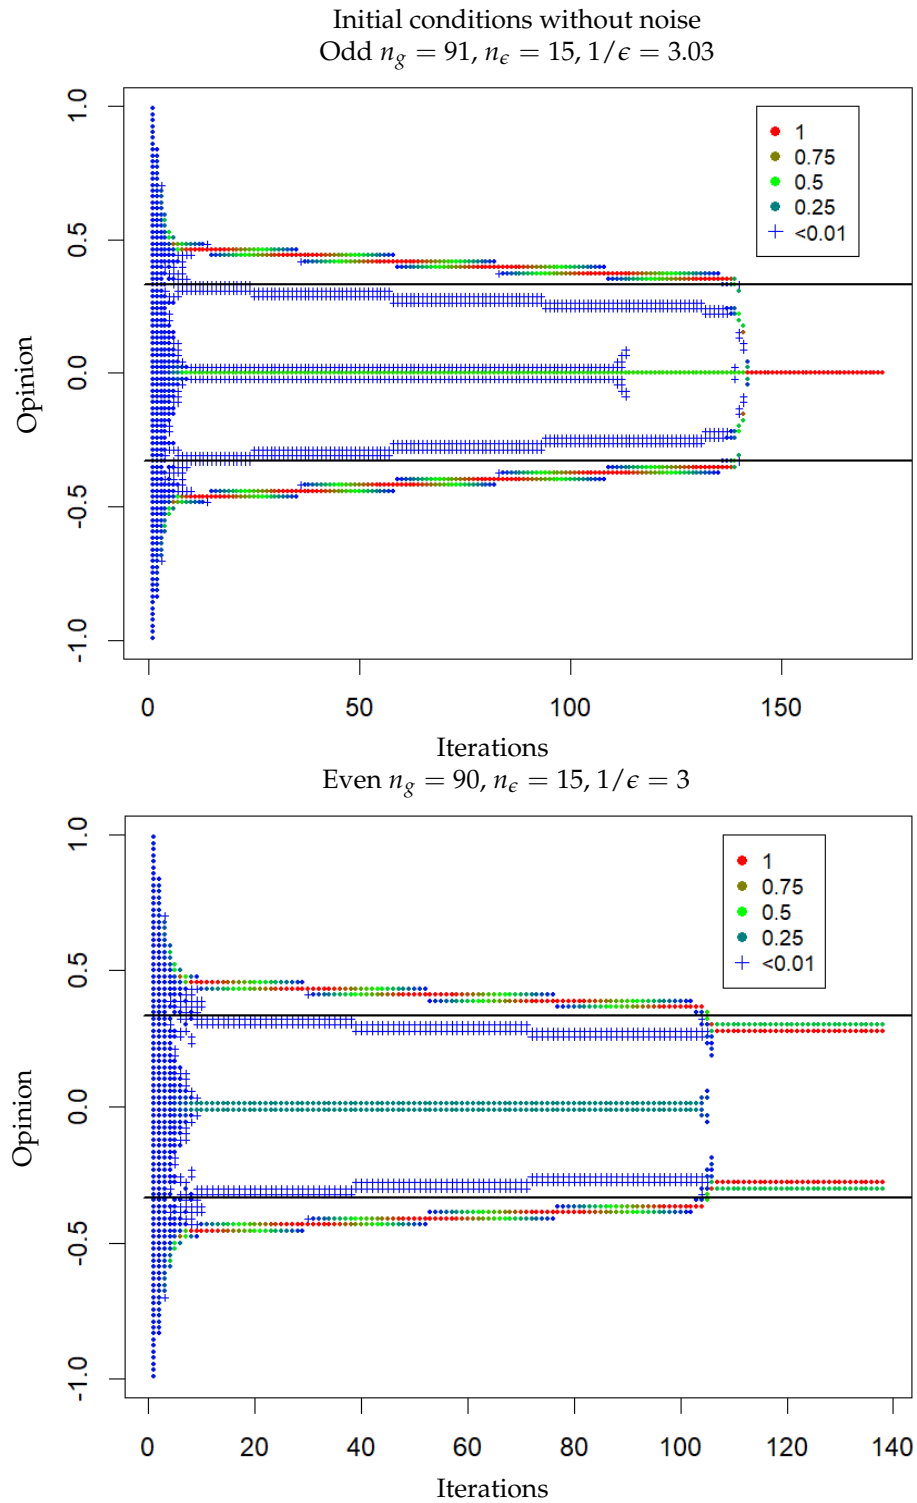 Initial conditions without noise
Odd n_g = 91, n_ϵ = 15, 1/ϵ = 3.03
1.0
0.5
0.0
-0.5
-1.0
Opinion
1
0.75
0.5
0.25
<0.01
0 50 100 150
Iterations
Even n_g = 90, n_ϵ = 15, 1/ϵ = 3
1.0
0.5
0.0
-0.5
-1.0
Opinion
1
0.75
0.5
0.25
<0.01
0 20 40 60 80 100 120 140
Iterations